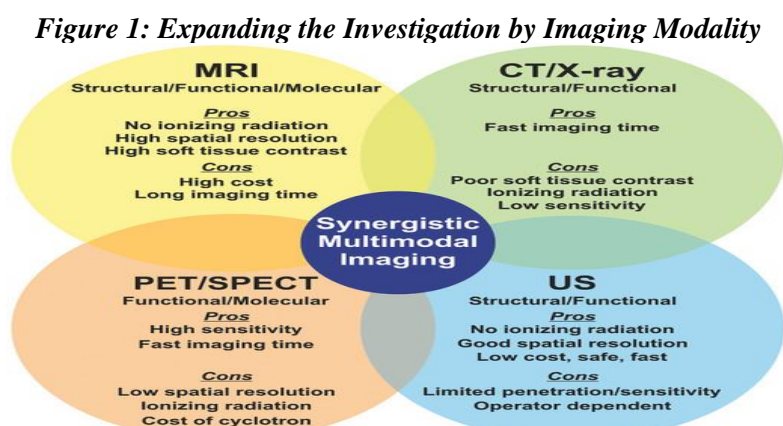 Figure 1: Expanding the Investigation by Imaging Modality
MRI
Structural/Functional/Molecular
Pros
No ionizing radiation
High spatial resolution
High soft tissue contrast
Cons
High cost
Long imaging time
CT/X-ray
Structural/Functional
Pros
Fast imaging time
Cons
Poor soft tissue contrast
Ionizing radiation
Low sensitivity
Synergistic
Multimodal
Imaging
PET/SPECT
Functional/Molecular
Pros
High sensitivity
Fast imaging time
Cons
Low spatial resolution
Ionizing radiation
Cost of cyclotron
US
Structural/Functional
Pros
No ionizing radiation
Good spatial resolution
Low cost, safe, fast
Cons
Limited penetration/sensitivity
Operator dependent